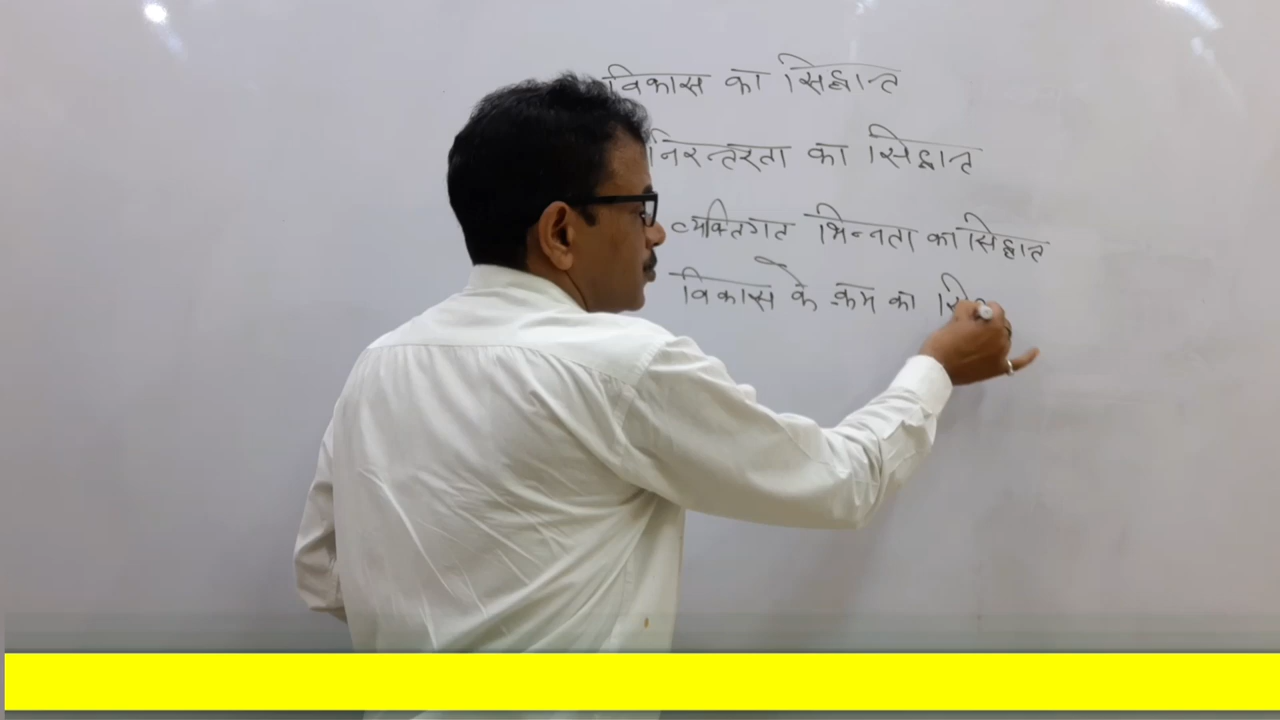 विकास का सिद्धान्त
निरन्तरता का सिद्धान्त
व्यक्तिगत भिन्नता का सिद्धांत
विकास के क्रम का